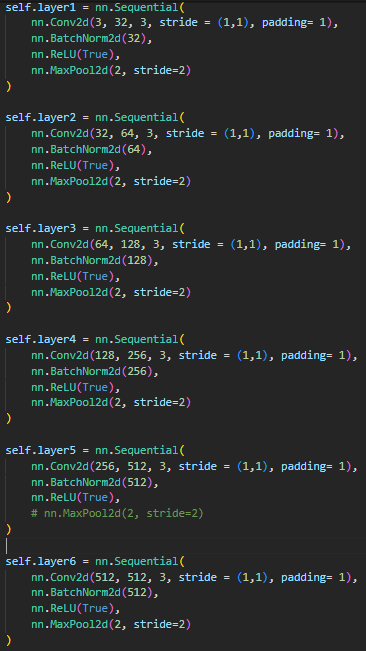 self.layer1 = nn.Sequential(
    nn.Conv2d(3, 32, 3, stride = (1,1), padding= 1),
    nn.BatchNorm2d(32),
    nn.ReLU(True),
    nn.MaxPool2d(2, stride=2)
)
self.layer2 = nn.Sequential(
    nn.Conv2d(32, 64, 3, stride = (1,1), padding= 1),
    nn.BatchNorm2d(64),
    nn.ReLU(True),
    nn.MaxPool2d(2, stride=2)
)
self.layer3 = nn.Sequential(
    nn.Conv2d(64, 128, 3, stride = (1,1), padding= 1),
    nn.BatchNorm2d(128),
    nn.ReLU(True),
    nn.MaxPool2d(2, stride=2)
)
self.layer4 = nn.Sequential(
    nn.Conv2d(128, 256, 3, stride = (1,1), padding= 1),
    nn.BatchNorm2d(256),
    nn.ReLU(True),
    nn.MaxPool2d(2, stride=2)
)
self.layer5 = nn.Sequential(
    nn.Conv2d(256, 512, 3, stride = (1,1), padding= 1),
    nn.BatchNorm2d(512),
    nn.ReLU(True),
    # nn.MaxPool2d(2, stride=2)
)
self.layer6 = nn.Sequential(
    nn.Conv2d(512, 512, 3, stride = (1,1), padding= 1),
    nn.BatchNorm2d(512),
    nn.ReLU(True),
    nn.MaxPool2d(2, stride=2)
)